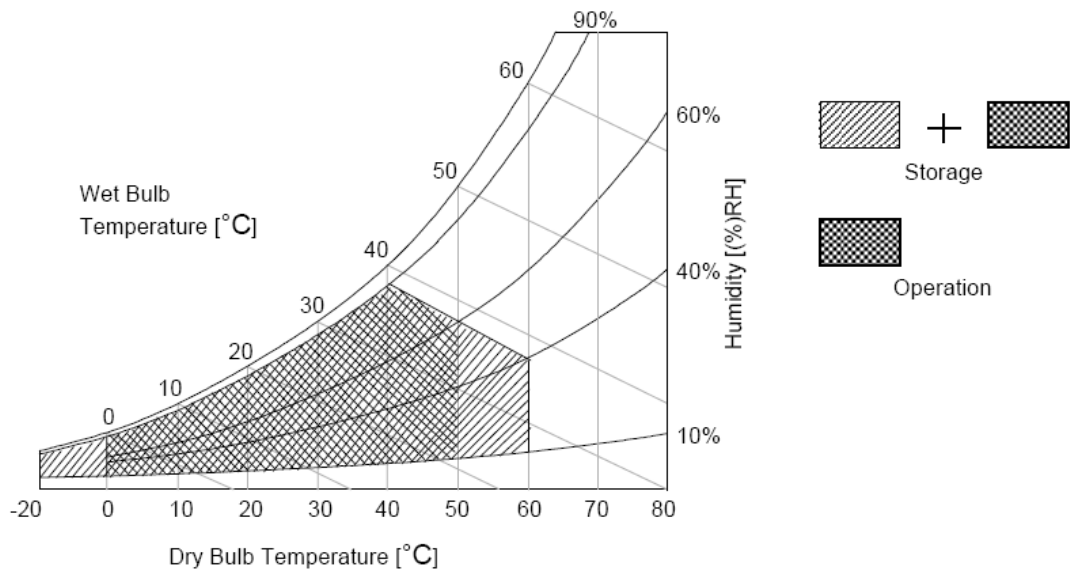 90%
60
60%
50
Wet Bulb
Temperature [°C]
40
40%
30
20
10
0
10%
Humidity [(%)RH]
-20 0 10 20 30 40 50 60 70 80
Dry Bulb Temperature [°C]
+
Storage
Operation